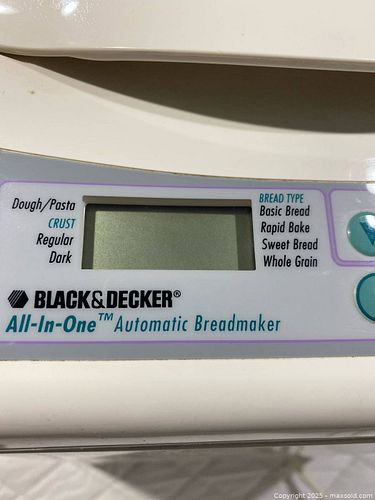 Dough/Pasta
CRUST
Regular
Dark
BREAD TYPE
Basic Bread
Rapid Bake
Sweet Bread
Whole Grain
BLACK&DECKER®
All-In-One™ Automatic Breadmaker
Copyright 2025 - maxsold.com